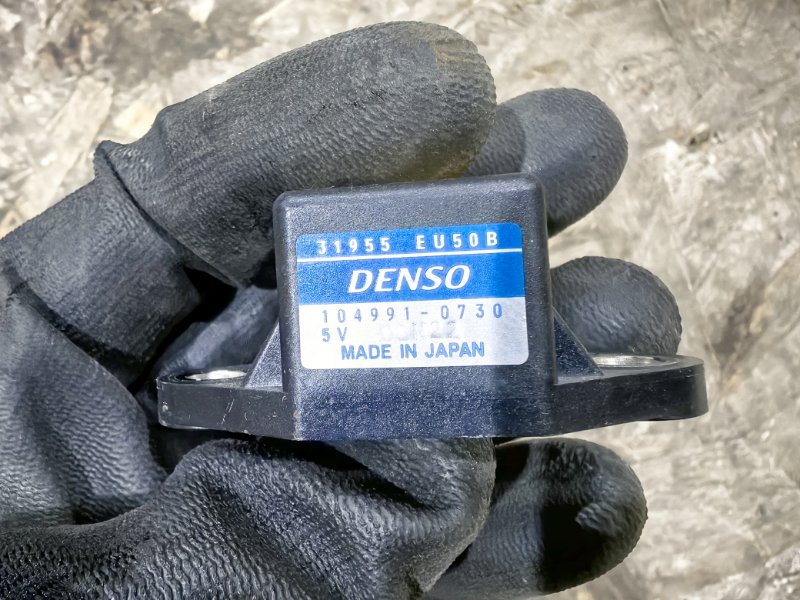 31955 EU50B
DENSO
104991-0730
5V
MADE IN JAPAN